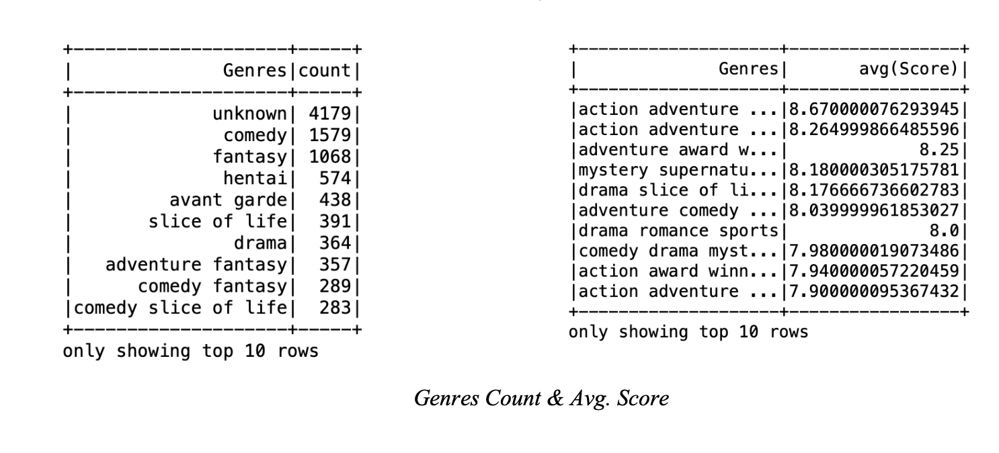 +--------------------+-----+
|              Genres|count|
+--------------------+-----+
|             unknown| 4179|
|              comedy| 1579|
|             fantasy| 1068|
|              hentai|  574|
|         avant garde|  438|
|       slice of life|  391|
|               drama|  364|
|   adventure fantasy|  357|
|      comedy fantasy|  289|
|comedy slice of life|  283|
+--------------------+-----+
only showing top 10 rows
+--------------------+-----------------+
|              Genres|       avg(Score)|
+--------------------+-----------------+
|action adventure ...|8.670000076293945|
|action adventure ...|8.264999866485596|
|adventure award w...|             8.25|
|mystery supernatu...|8.180000305175781|
|drama slice of li...|8.176666736602783|
|adventure comedy ...|8.039999961853027|
|drama romance sports|              8.0|
|comedy drama myst...|7.980000019073486|
|action award winn...|7.940000057220459|
|action adventure ...|7.900000095367432|
+--------------------+-----------------+
only showing top 10 rows
Genres Count & Avg. Score